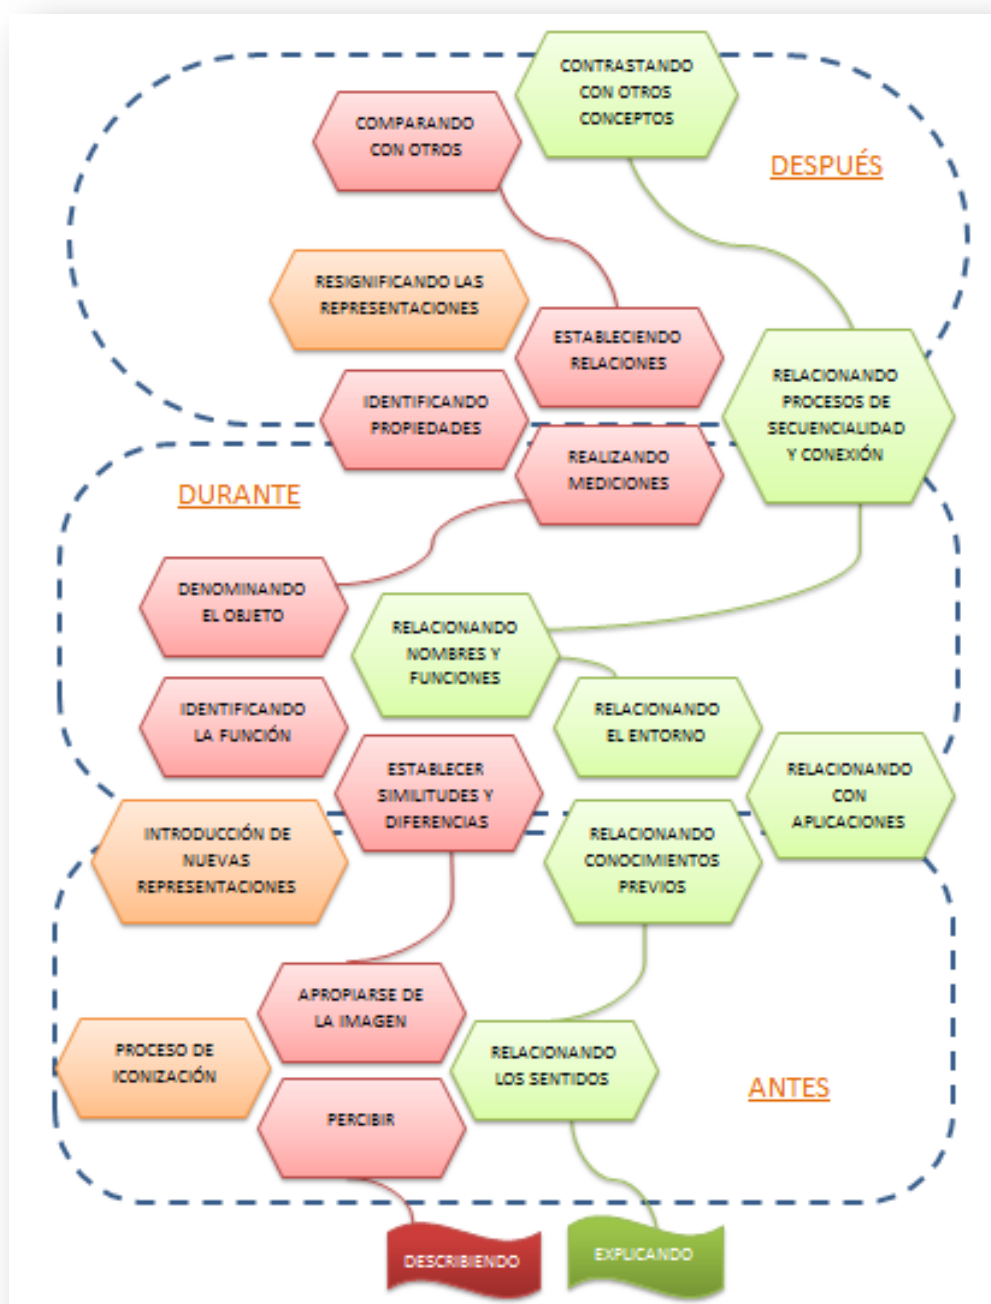 CONTRASTANDO
CON OTROS
CONCEPTOS
COMPARANDO
CON OTROS
DESPUÉS
RESIGNIFICANDO LAS
REPRESENTACIONES
ESTABLECIENDO
RELACIONES
RELACIONANDO
PROCESOS DE
SECUENCIALIDAD
Y CONEXIÓN
IDENTIFICANDO
PROPIEDADES
REALIZANDO
MEDICIONES
DURANTE
DENOMINANDO
EL OBJETO
RELACIONANDO
NOMBRES Y
FUNCIONES
IDENTIFICANDO
LA FUNCIÓN
RELACIONANDO
EL ENTORNO
ESTABLECER
SIMILITUDES Y
DIFERENCIAS
RELACIONANDO
CON
APLICACIONES
INTRODUCCIÓN DE
NUEVAS
REPRESENTACIONES
RELACIONANDO
CONOCIMIENTOS
PREVIOS
APROPIARSE DE
LA IMAGEN
PROCESO DE
ICONIZACIÓN
RELACIONANDO
LOS SENTIDOS
ANTES
PERCIBIR
DESCRIBIENDO
EXPLICANDO